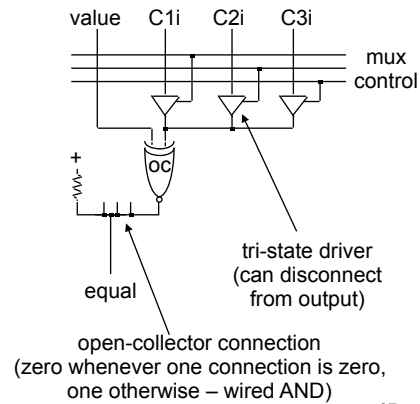 value C1i C2i C3i
mux
control
+
OC
tri-state driver
(can disconnect
from output)
equal
open-collector connection
(zero whenever one connection is zero,
one otherwise – wired AND)